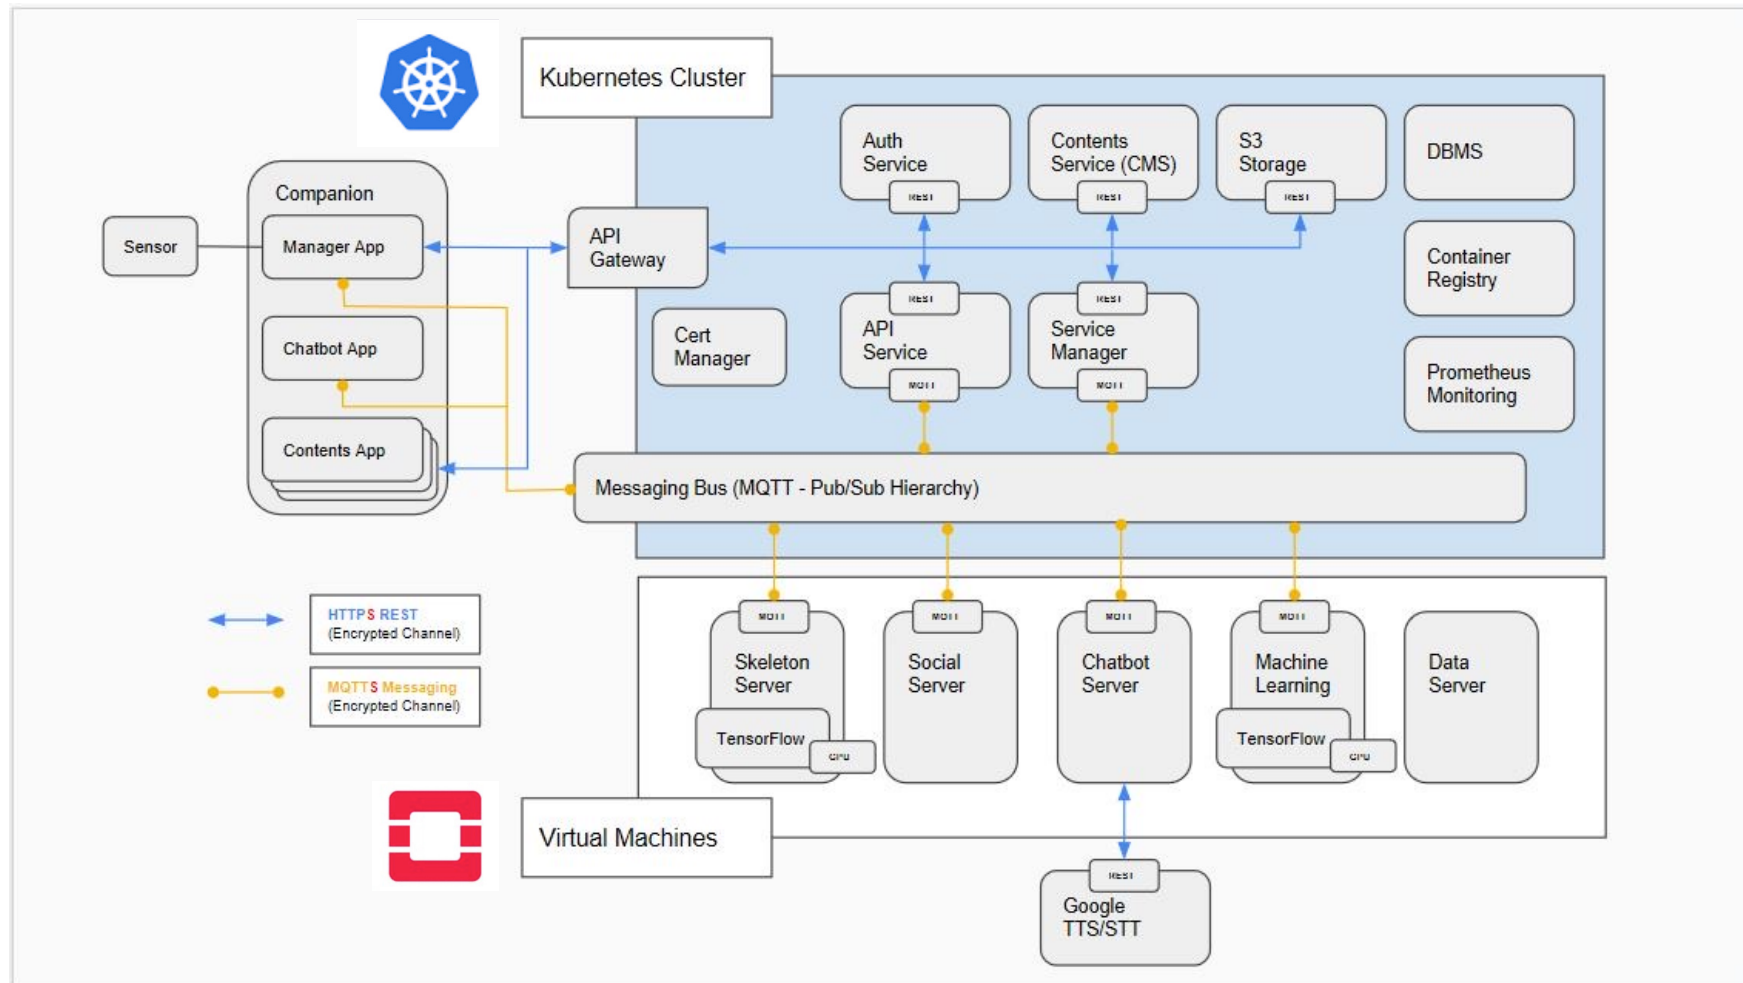 Kubernetes Cluster
Auth
Service
REST
Contents
Service (CMS)
REST
S3
Storage
REST
DBMS
Companion
Sensor
Manager App
API
Gateway
Container
Registry
REST
API
Service
MQTT
REST
Service
Manager
MQTT
Cert
Manager
Chatbot App
Prometheus
Monitoring
Contents App
Messaging Bus (MQTT - Pub/Sub Hierarchy)
HTTPS REST
(Encrypted Channel)
MQTTS Messaging
(Encrypted Channel)
MQTT
Skeleton
Server
TensorFlow
GPU
MQTT
Social
Server
MQTT
Chatbot
Server
MQTT
Machine
Learning
TensorFlow
GPU
Data
Server
Virtual Machines
REST
Google
TTS/STT